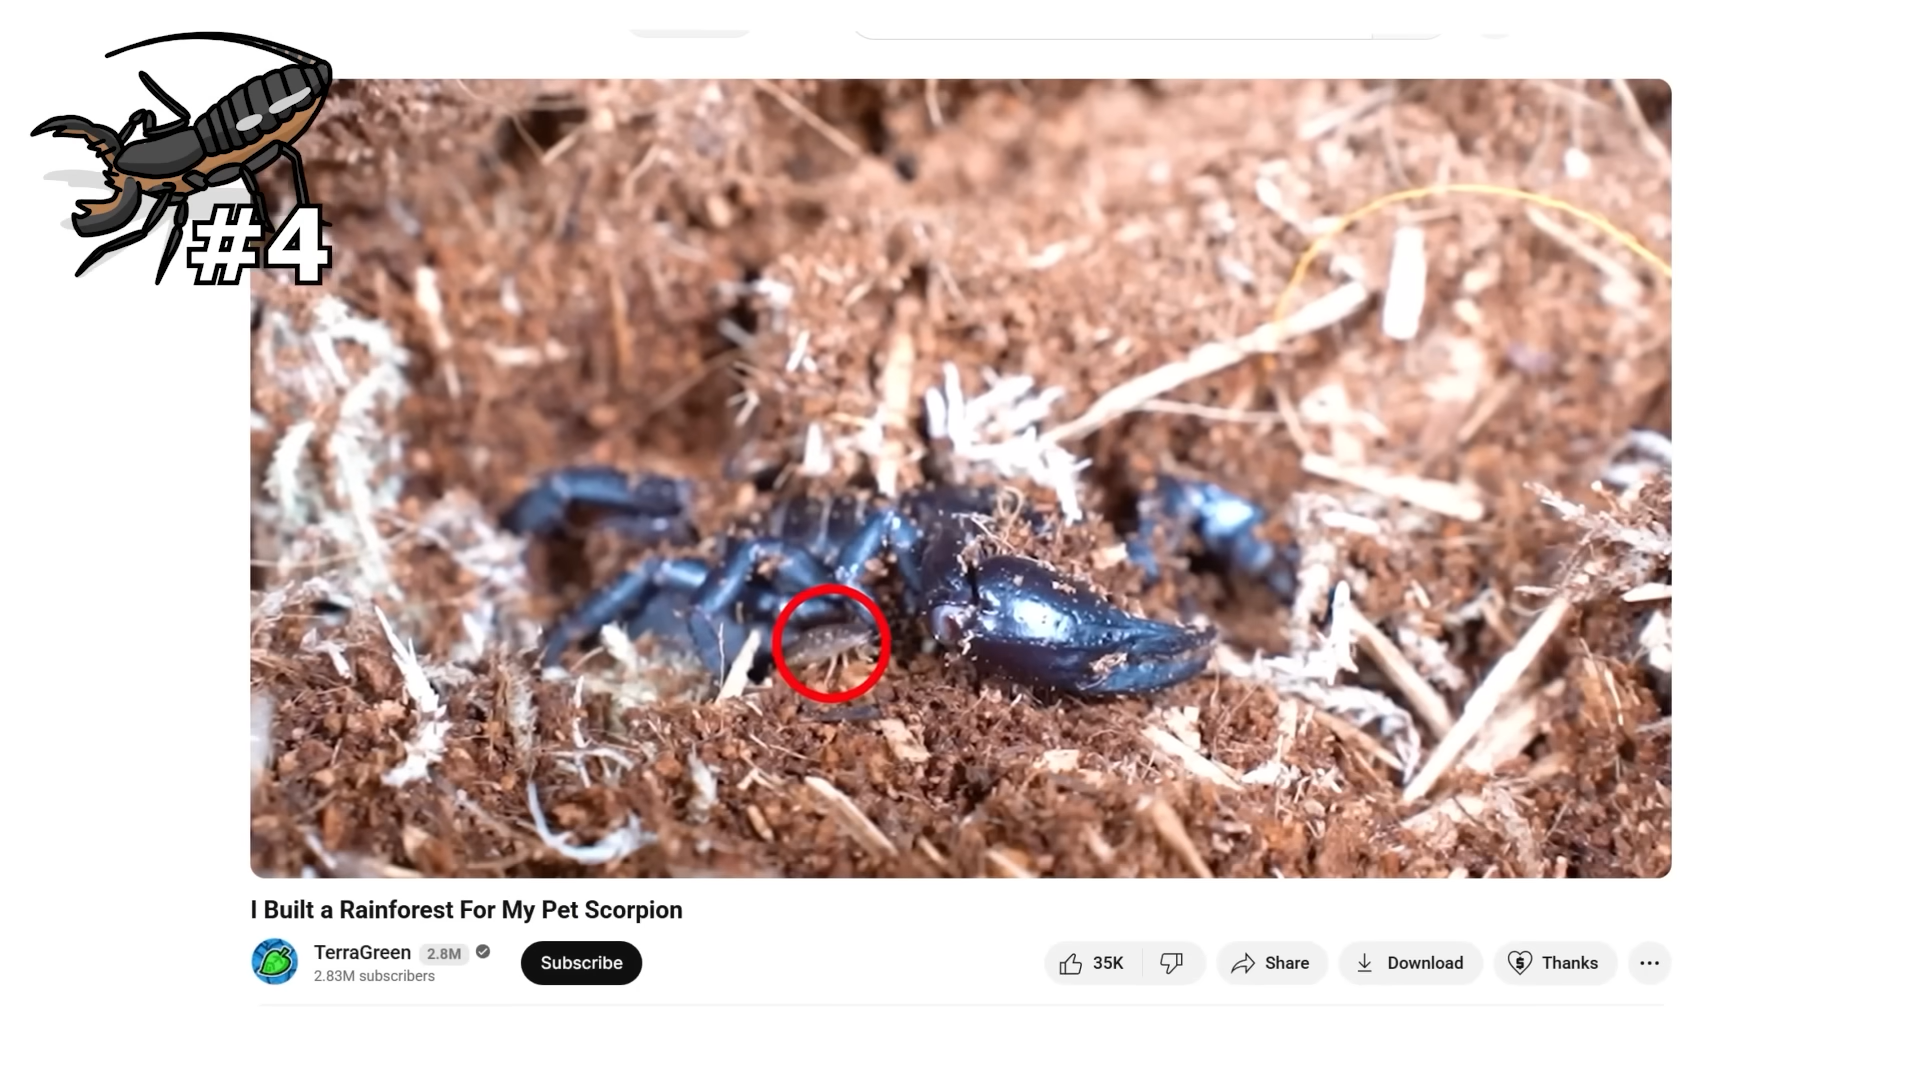 #4
I Built a Rainforest For My Pet Scorpion
TerraGreen 2.8M
2.83M subscribers
Subscribe
35K
Share
Download
Thanks